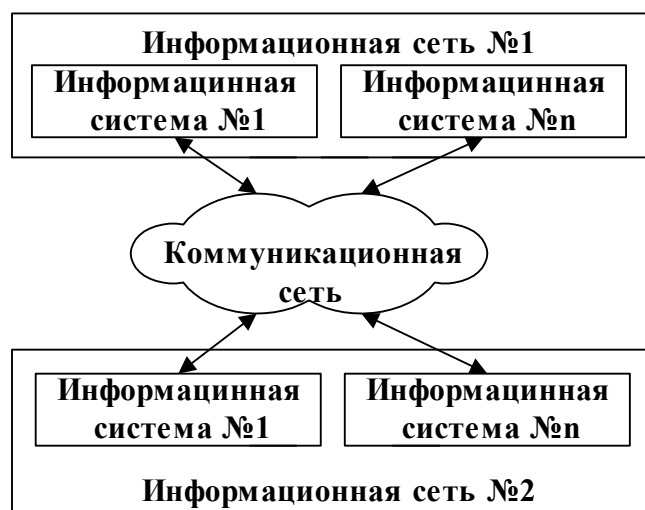 Информационная сеть №1
Информацинная
система №1
Информацинная
система №n
Коммуникационная
сеть
Информацинная
система №1
Информацинная
система №n
Информационная сеть №2